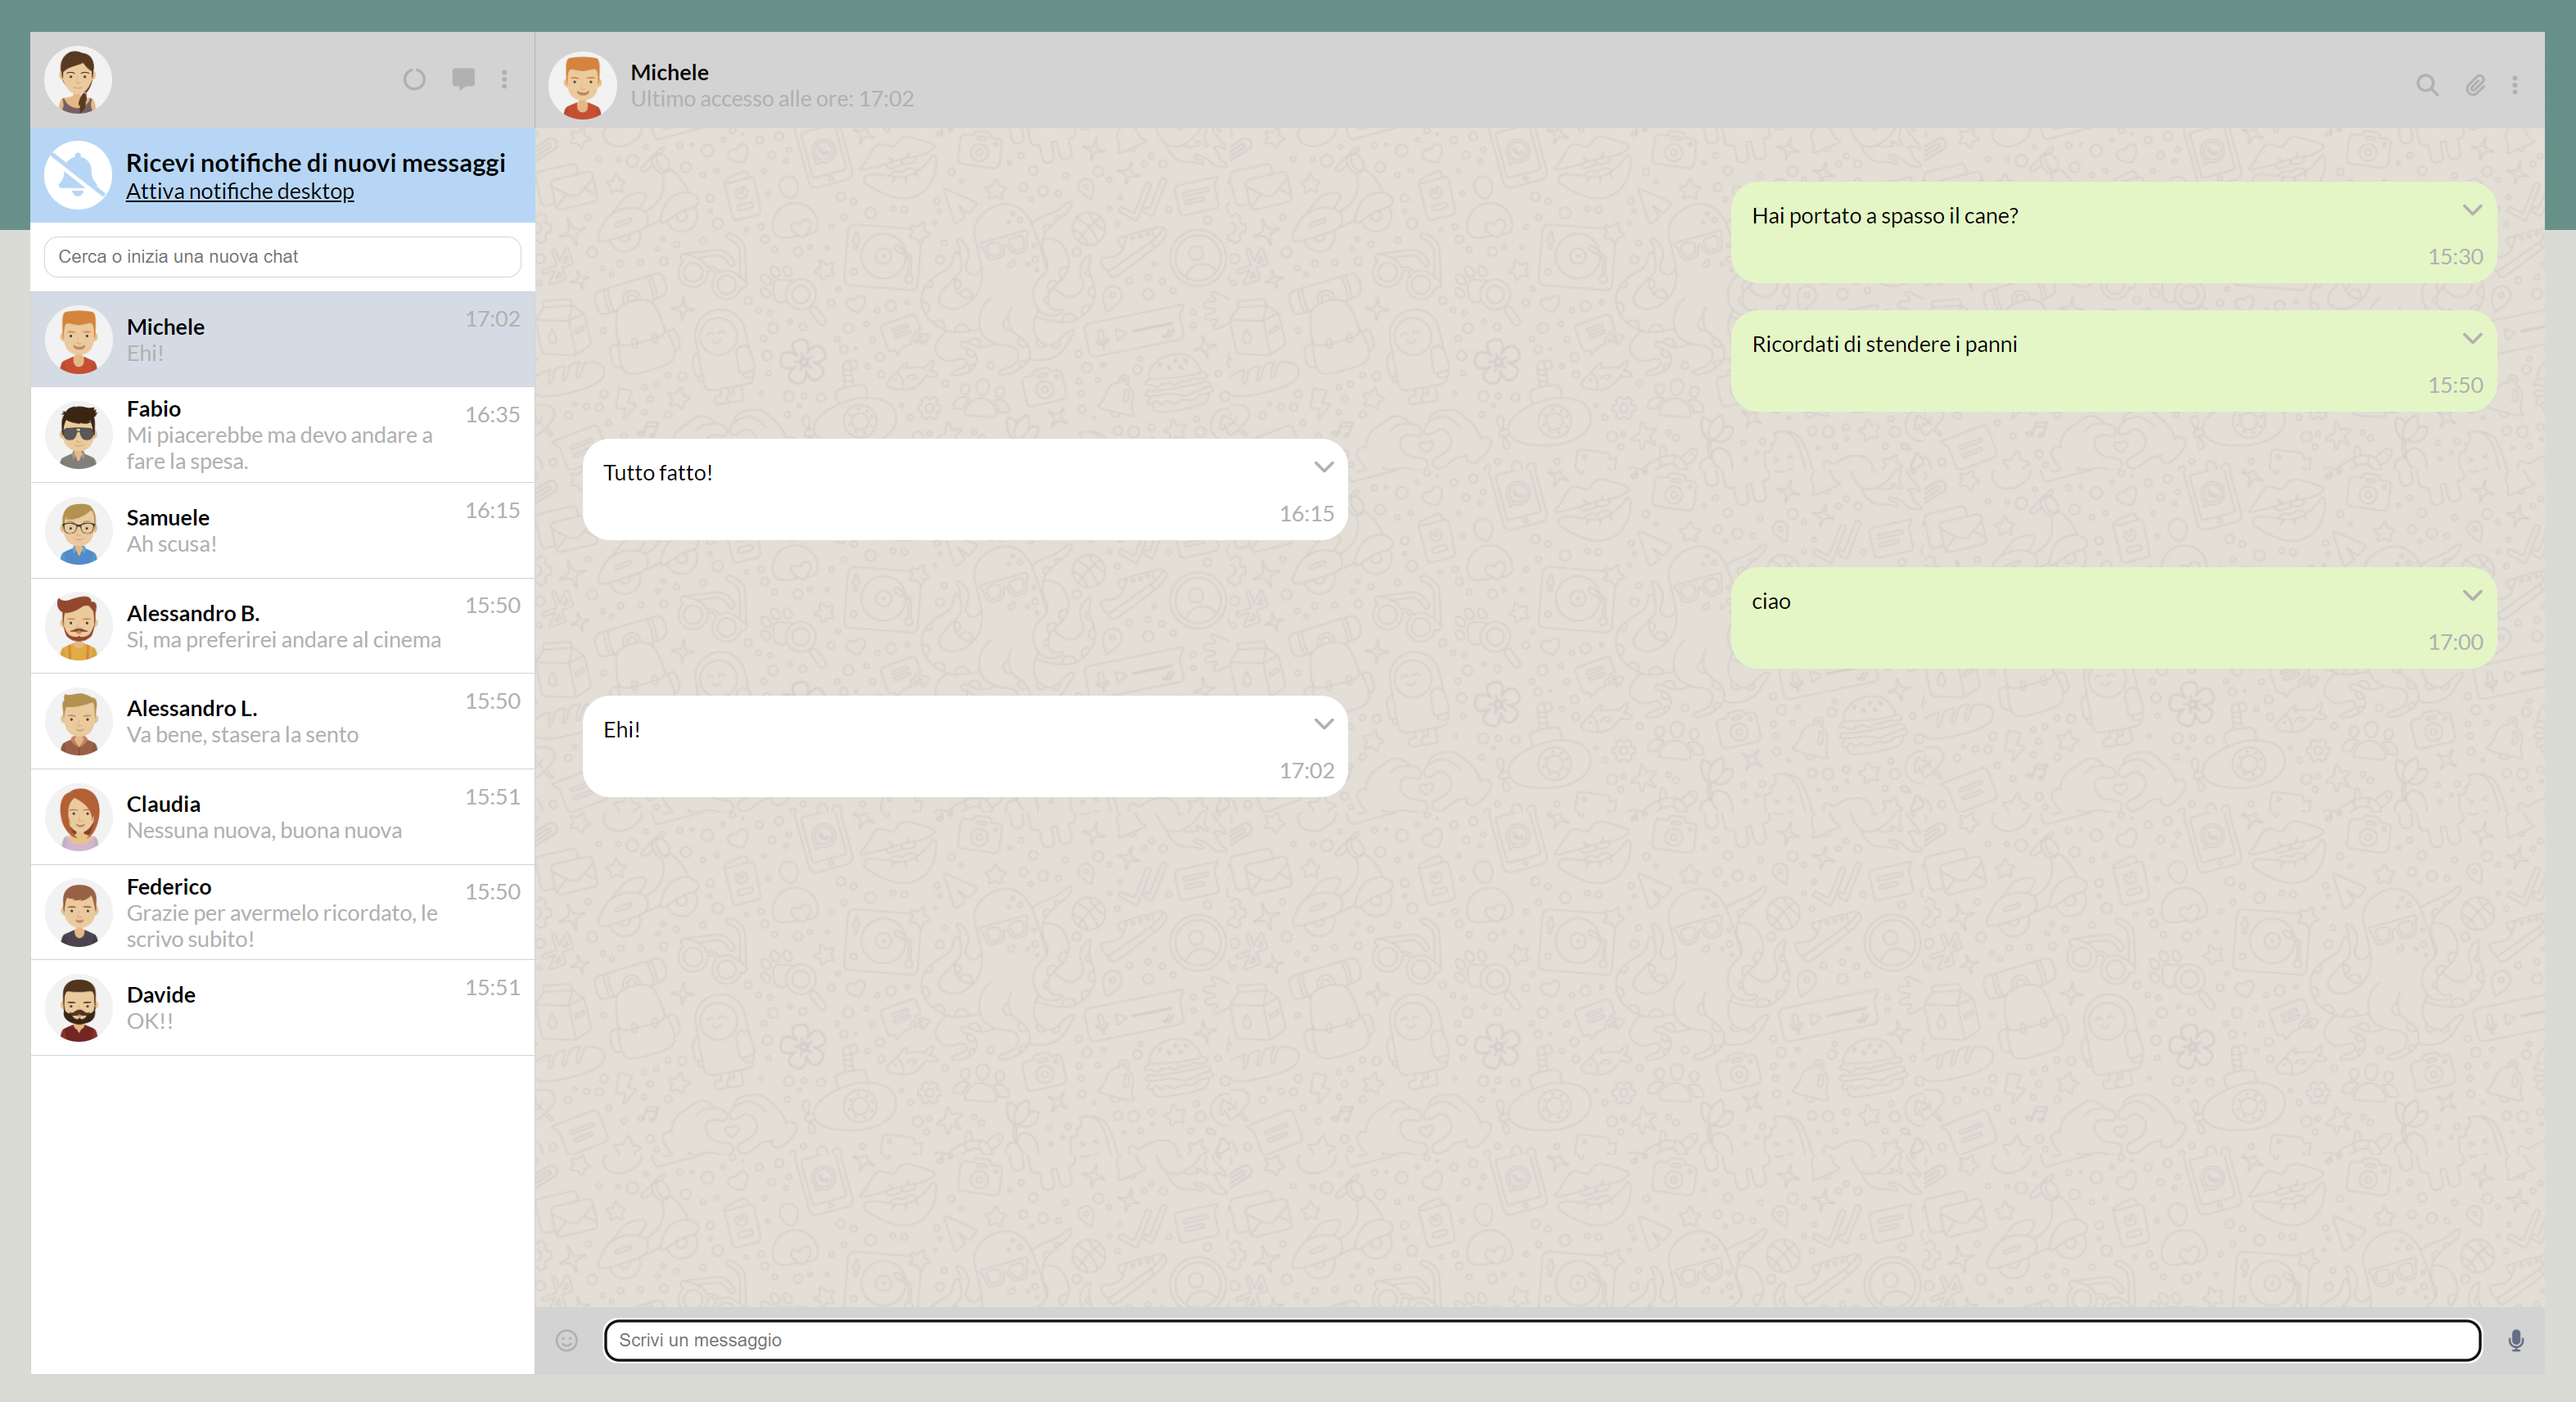 Ricevi notifiche di nuovi messaggi
Attiva notifiche desktop
Cerca o inizia una nuova chat
Michele
17:02
Ehi!
Fabio
16:35
Mi piacerebbe ma devo andare a
fare la spesa.
Samuele
16:15
Ah scusa!
Alessandro B.
15:50
Si, ma preferirei andare al cinema
Alessandro L.
15:50
Va bene, stasera la sento
Claudia
15:51
Nessuna nuova, buona nuova
Federico
15:50
Grazie per avermelo ricordato, le
scrivo subito!
Davide
15:51
OK!!
Michele
Ultimo accesso alle ore: 17:02
Hai portato a spasso il cane?
15:30
Ricordati di stendere i panni
15:50
Tutto fatto!
16:15
ciao
17:00
Ehi!
17:02
Scrivi un messaggio